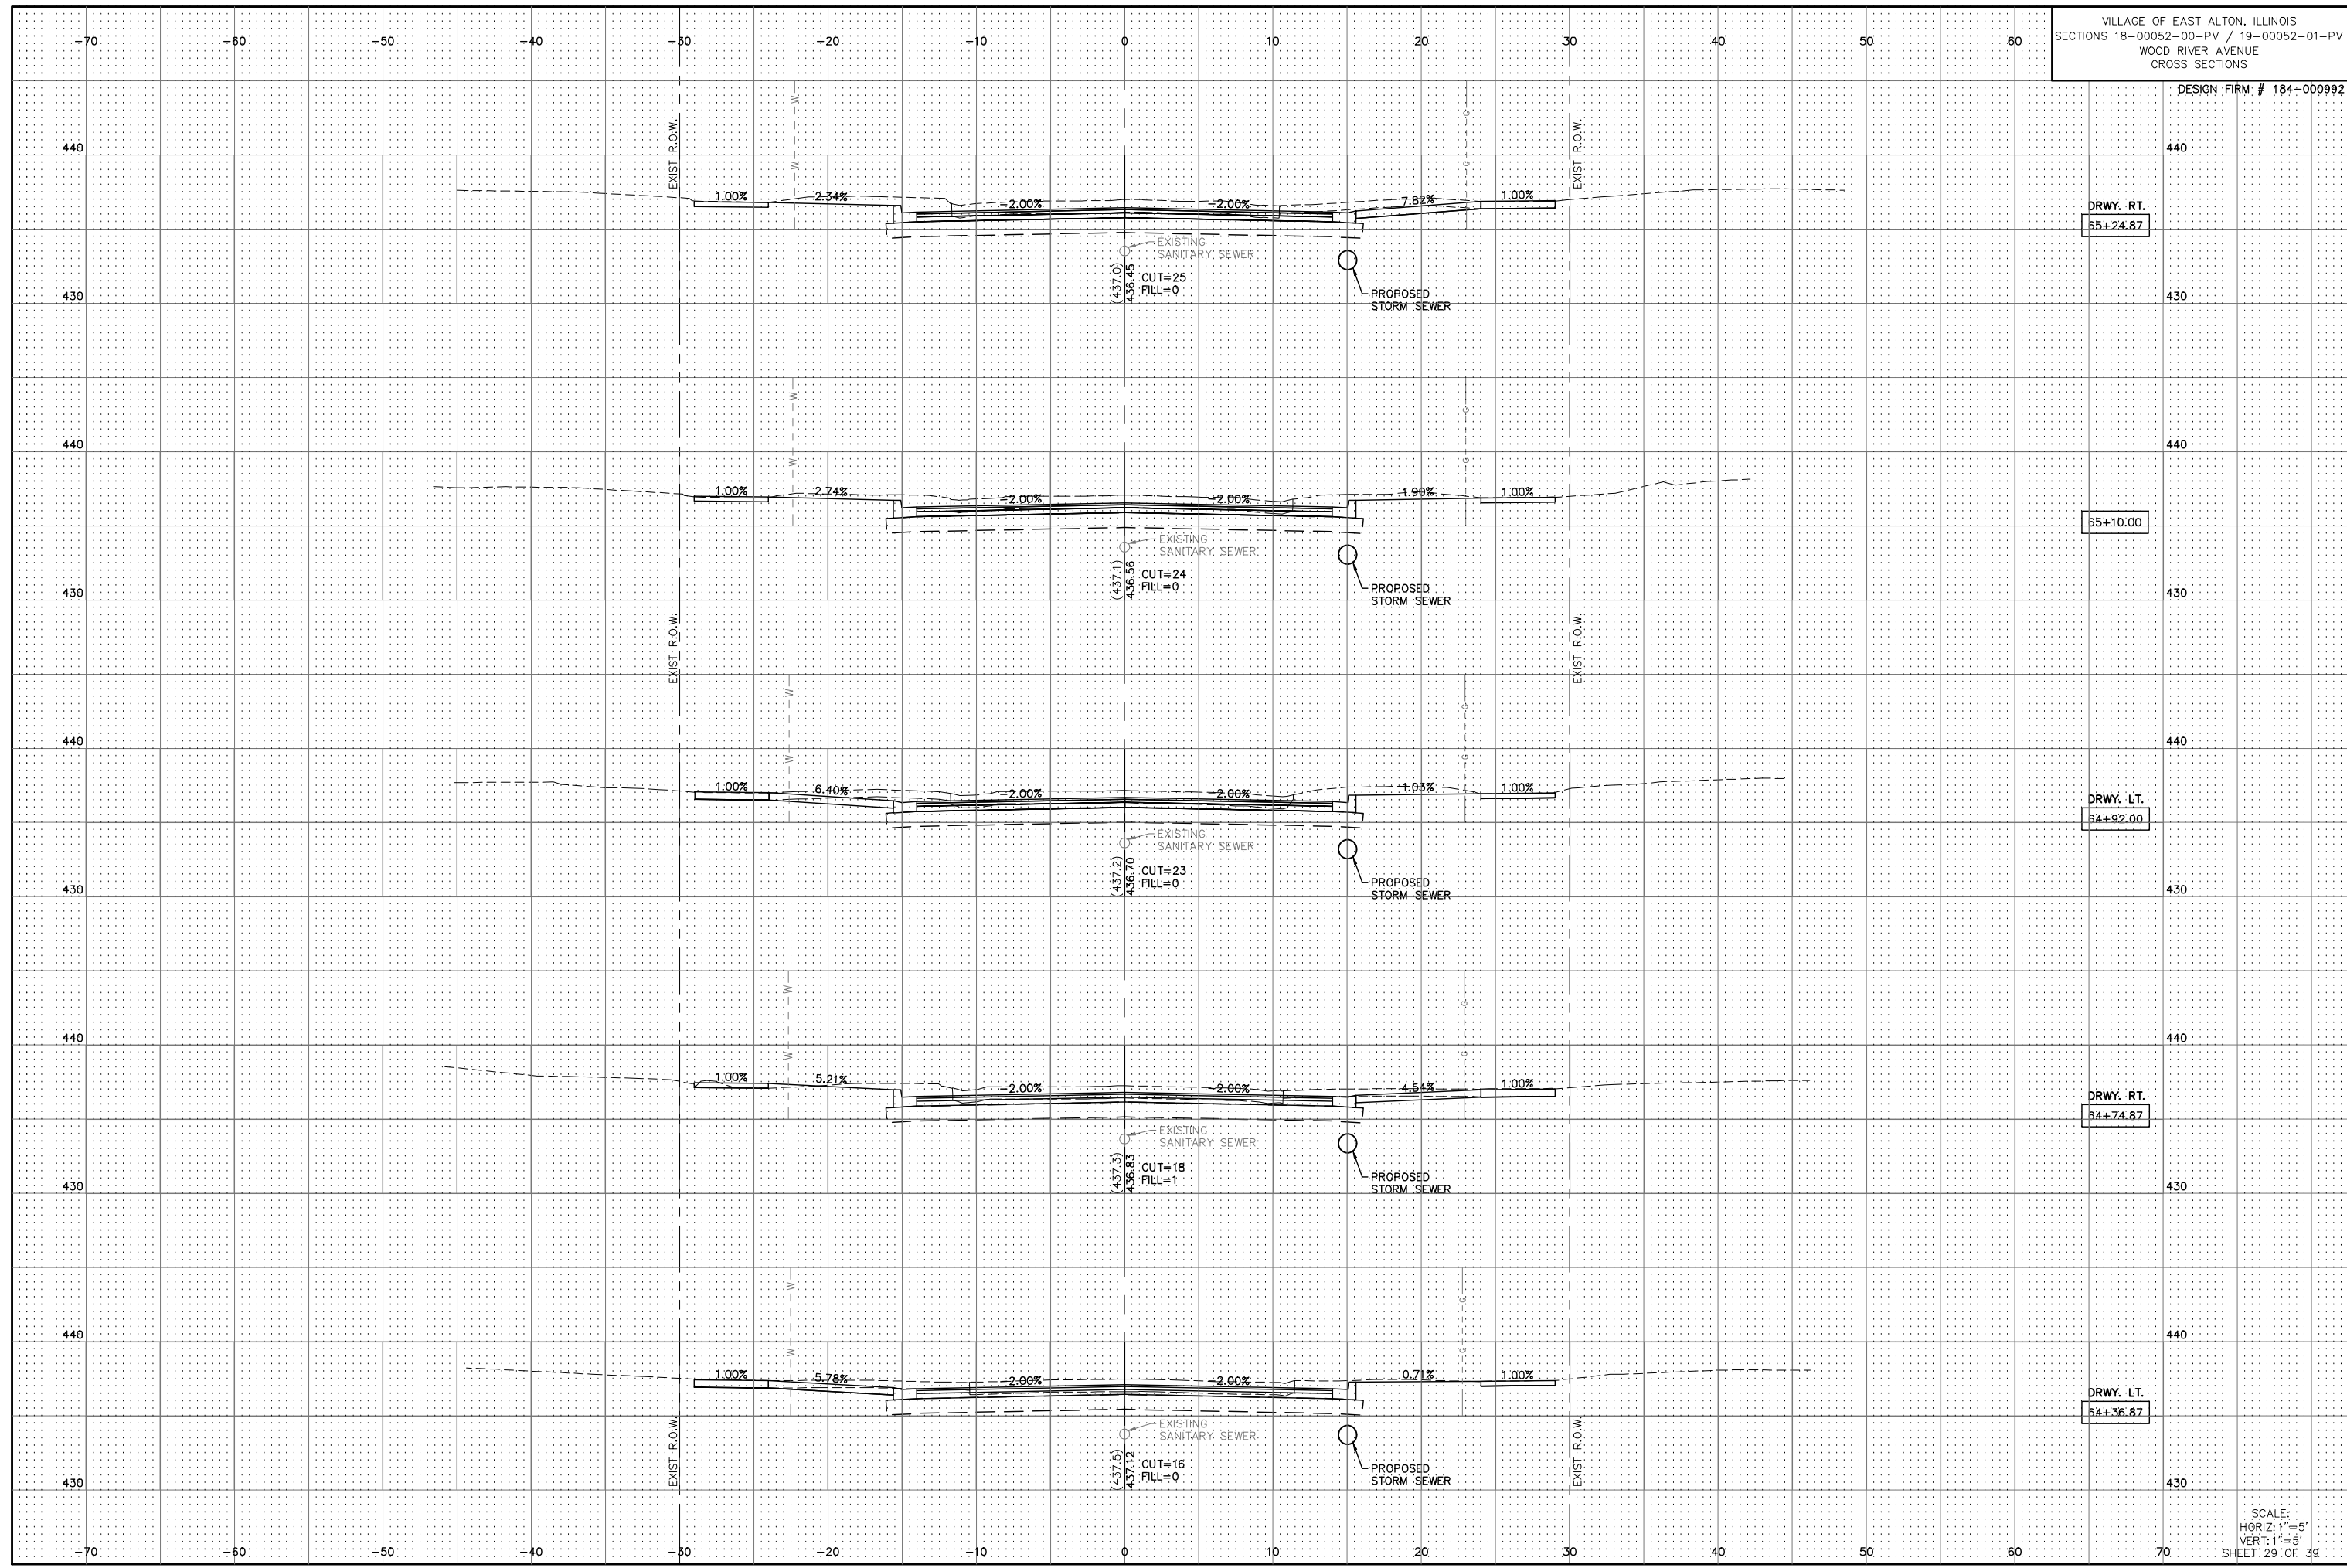 VILLAGE OF EAST ALTON, ILLINOIS
SECTIONS 18-00052-00-PV / 19-00052-01-PV
WOOD RIVER AVENUE
CROSS SECTIONS
DESIGN FIRM # 184-000992
-70 -60 -50 -40 -30 -20 -10 0 10 20 30 40 50 60
EXIST R.O.W. W W G G EXIST R.O.W.
440 440
1.00% 2.34% -2.00% -2.00% 7.82% 1.00%
DRWY. RT.
65+24.87
EXISTING
SANITARY SEWER
(437.0)
436.45
CUT=25
FILL=0
PROPOSED
STORM SEWER
430 430
W W G G
440 440
1.00% 2.74% -2.00% -2.00% 1.90% 1.00%
65+10.00
EXISTING
SANITARY SEWER
(437.1)
436.56
CUT=24
FILL=0
PROPOSED
STORM SEWER
430 430
EXIST R.O.W. EXIST R.O.W.
W W G G
440 440
1.00% 6.40% -2.00% -2.00% 1.03% 1.00%
DRWY. LT.
64+92.00
EXISTING
SANITARY SEWER
(437.2)
436.70
CUT=23
FILL=0
PROPOSED
STORM SEWER
430 430
W W G G
440 440
1.00% 5.21% -2.00% -2.00% 4.54% 1.00%
DRWY. RT.
64+74.87
EXISTING
SANITARY SEWER
(437.3)
436.83
CUT=18
FILL=1
PROPOSED
STORM SEWER
430 430
W W G G
440 440
1.00% 5.78% -2.00% -2.00% 0.71% 1.00%
DRWY. LT.
64+36.87
EXIST R.O.W. EXIST R.O.W.
EXISTING
SANITARY SEWER
(437.5)
437.12
CUT=16
FILL=0
PROPOSED
STORM SEWER
430 430
-70 -60 -50 -40 -30 -20 -10 0 10 20 30 40 50 60 70
SCALE:
HORIZ: 1"=5'
VERT: 1"=5'
SHEET 29 OF 39